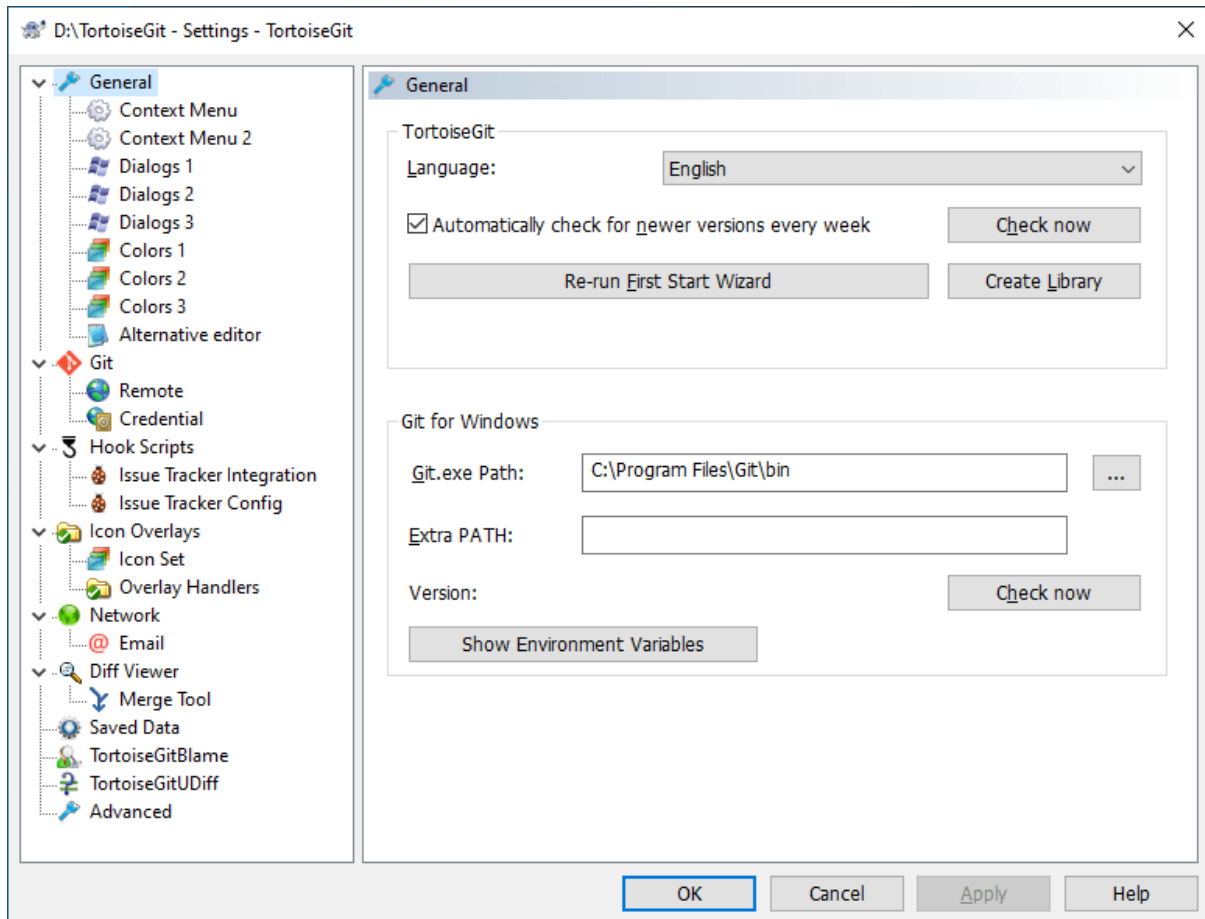 D:\TortoiseGit - Settings - TortoiseGit
General
Context Menu
Context Menu 2
Dialogs 1
Dialogs 2
Dialogs 3
Colors 1
Colors 2
Colors 3
Alternative editor
Git
Remote
Credential
Hook Scripts
Issue Tracker Integration
Issue Tracker Config
Icon Overlays
Icon Set
Overlay Handlers
Network
Email
Diff Viewer
Merge Tool
Saved Data
TortoiseGitBlame
TortoiseGitUDiff
Advanced
General
TortoiseGit
Language: English
Automatically check for newer versions every week Check now
Re-run First Start Wizard Create Library
Git for Windows
Git.exe Path: C:\Program Files\Git\bin ...
Extra PATH:
Version: Check now
Show Environment Variables
OK Cancel Apply Help